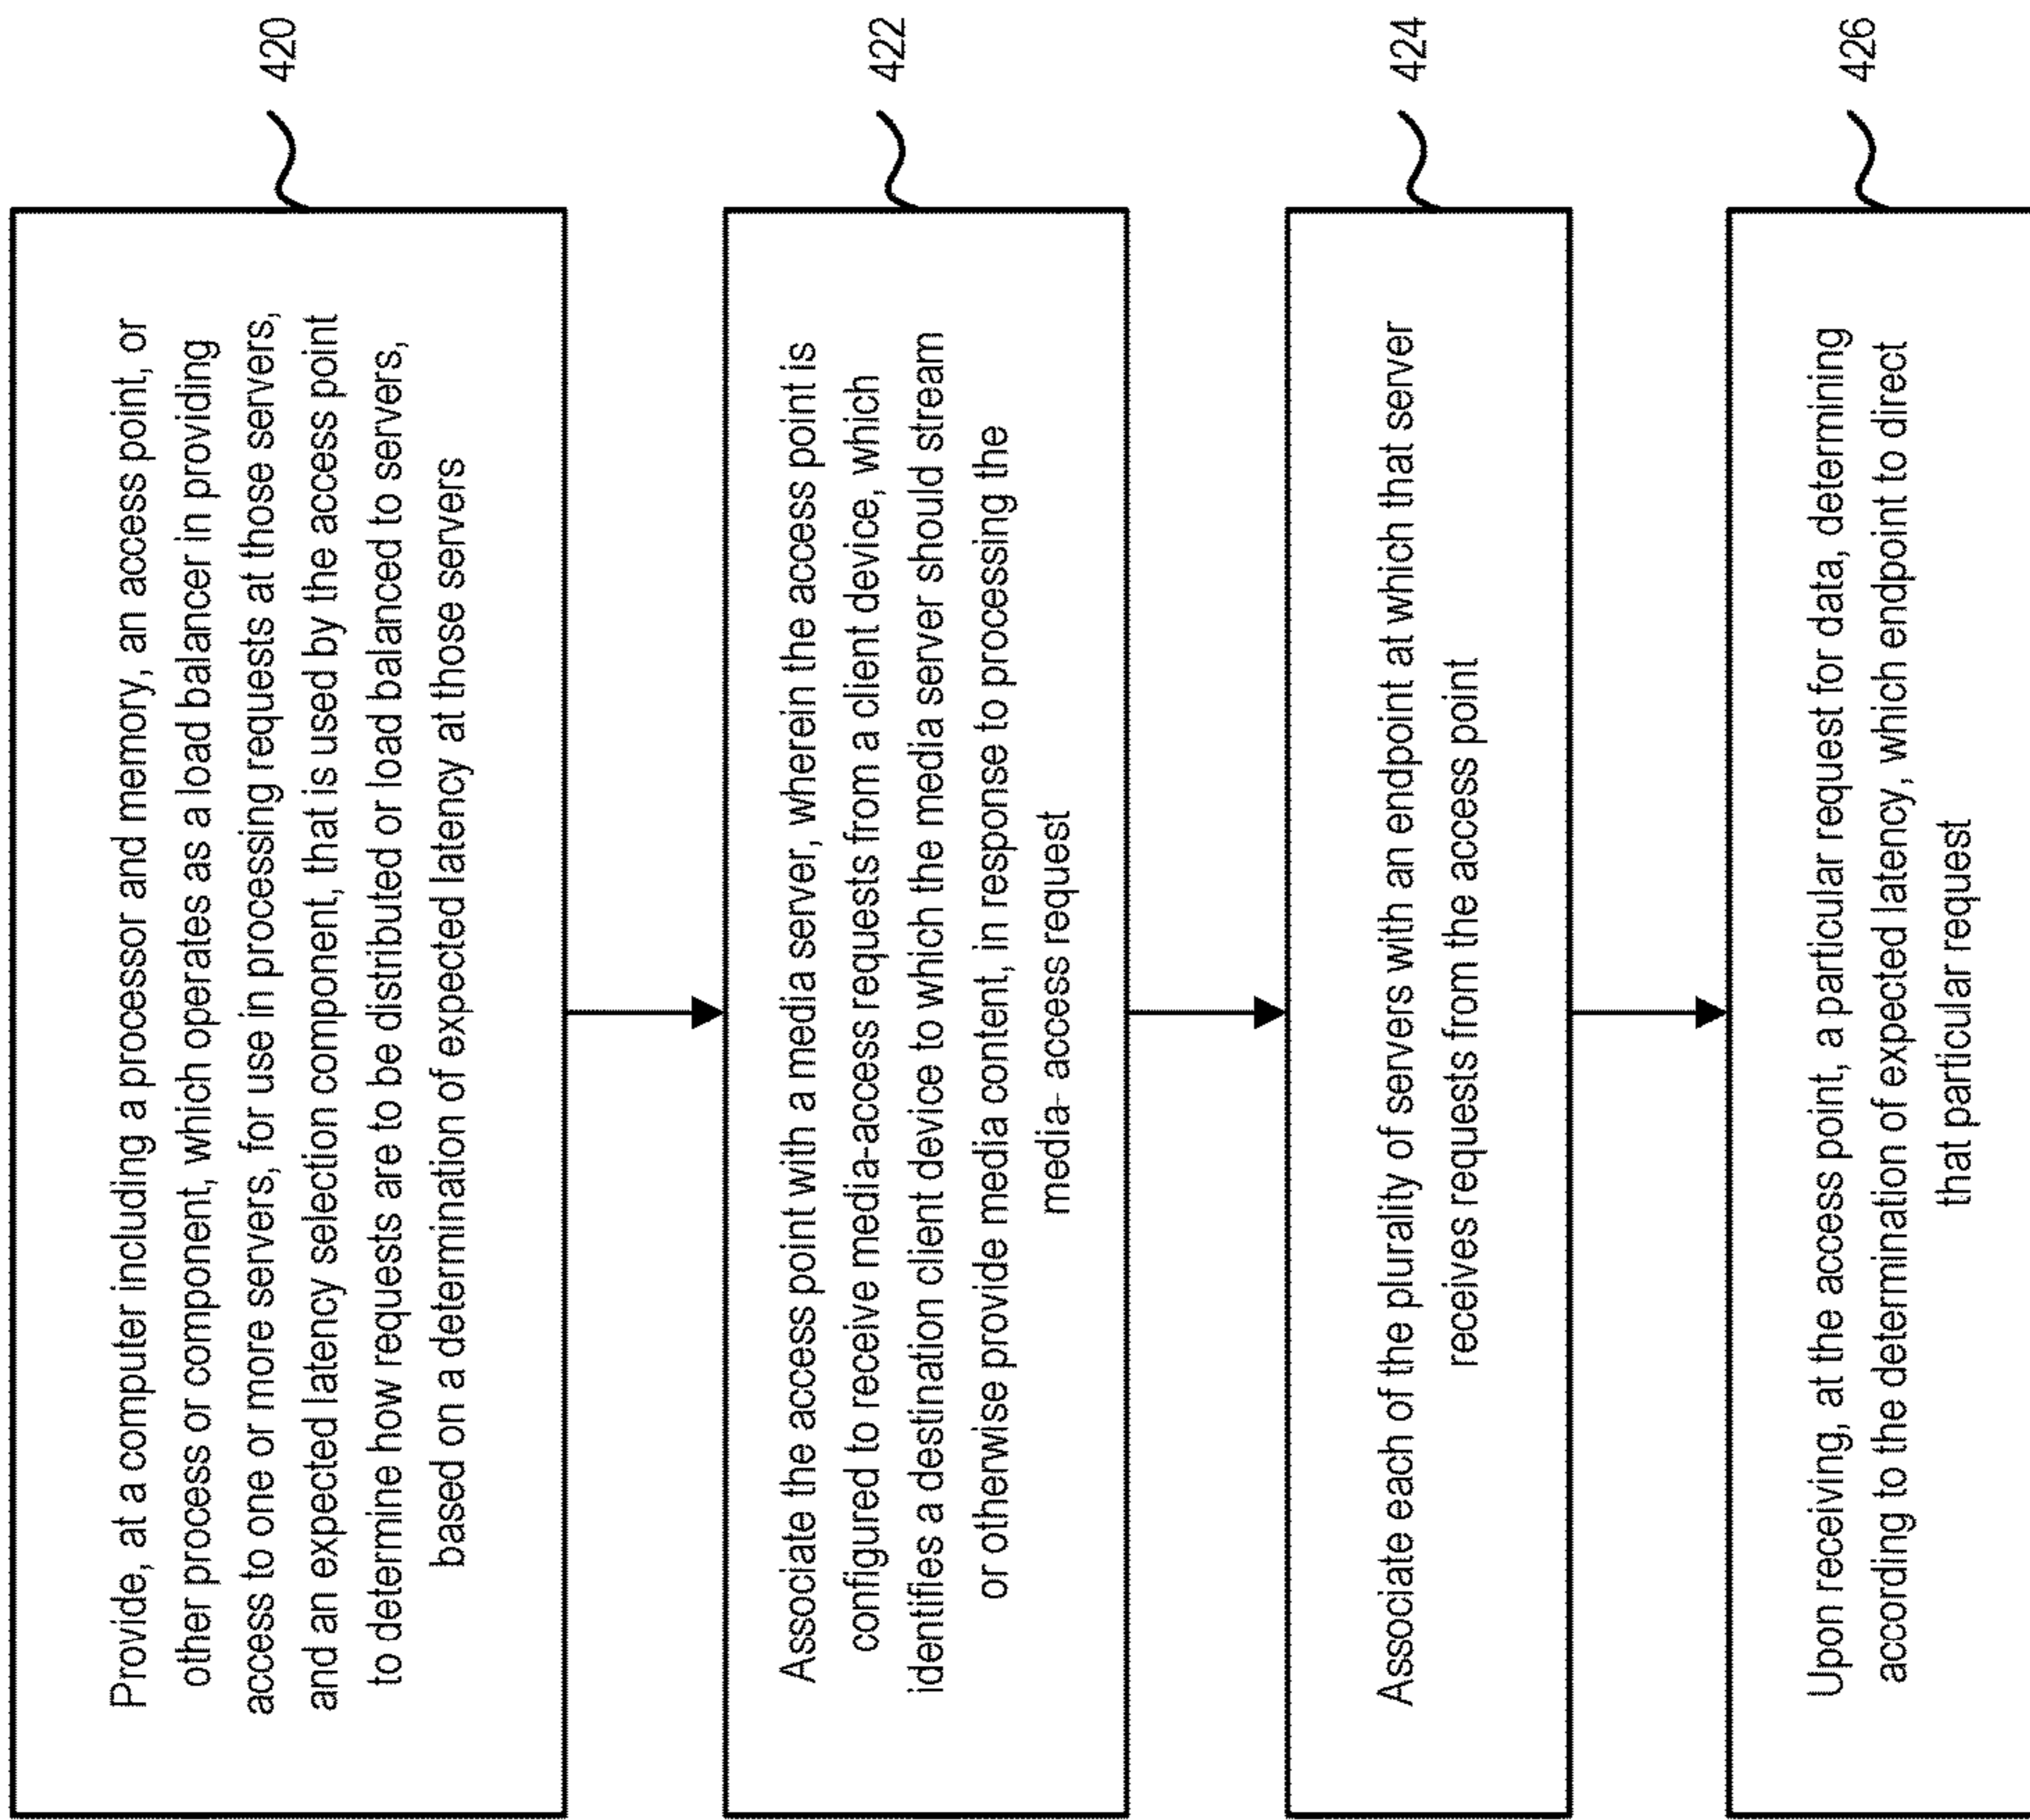 Provide, at a computer including a processor and memory, an access point, or
other process or component, which operates as a load balancer in providing
access to one or more servers, for use in processing requests at those servers,
and an expected latency selection component, that is used by the access point
to determine how requests are to be distributed or load balanced to servers,
based on a determination of expected latency at those servers
420
Associate the access point with a media server, wherein the access point is
configured to receive media-access requests from a client device, which
identifies a destination client device to which the media server should stream
or otherwise provide media content, in response to processing the
media- access request
422
Associate each of the plurality of servers with an endpoint at which that server
receives requests from the access point
424
Upon receiving, at the access point, a particular request for data, determining
according to the determination of expected latency, which endpoint to direct
that particular request
426